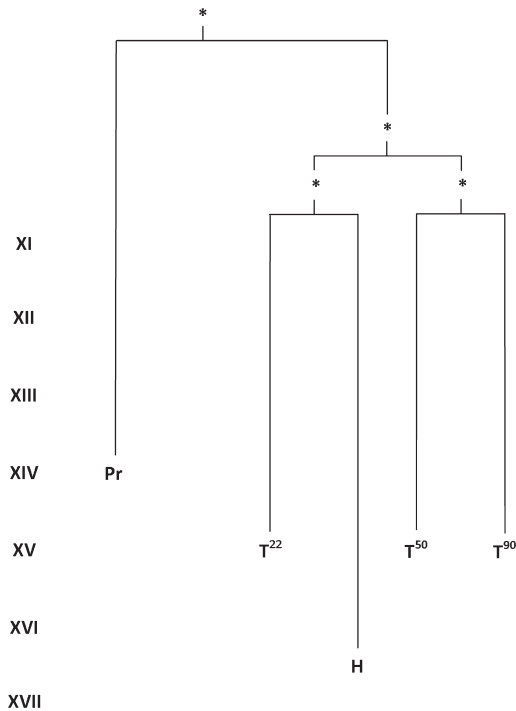 *
*
* *
XI
XII
XIII
XIV Pr
XV T²² T⁵⁰ T⁹⁰
XVI
H
XVII